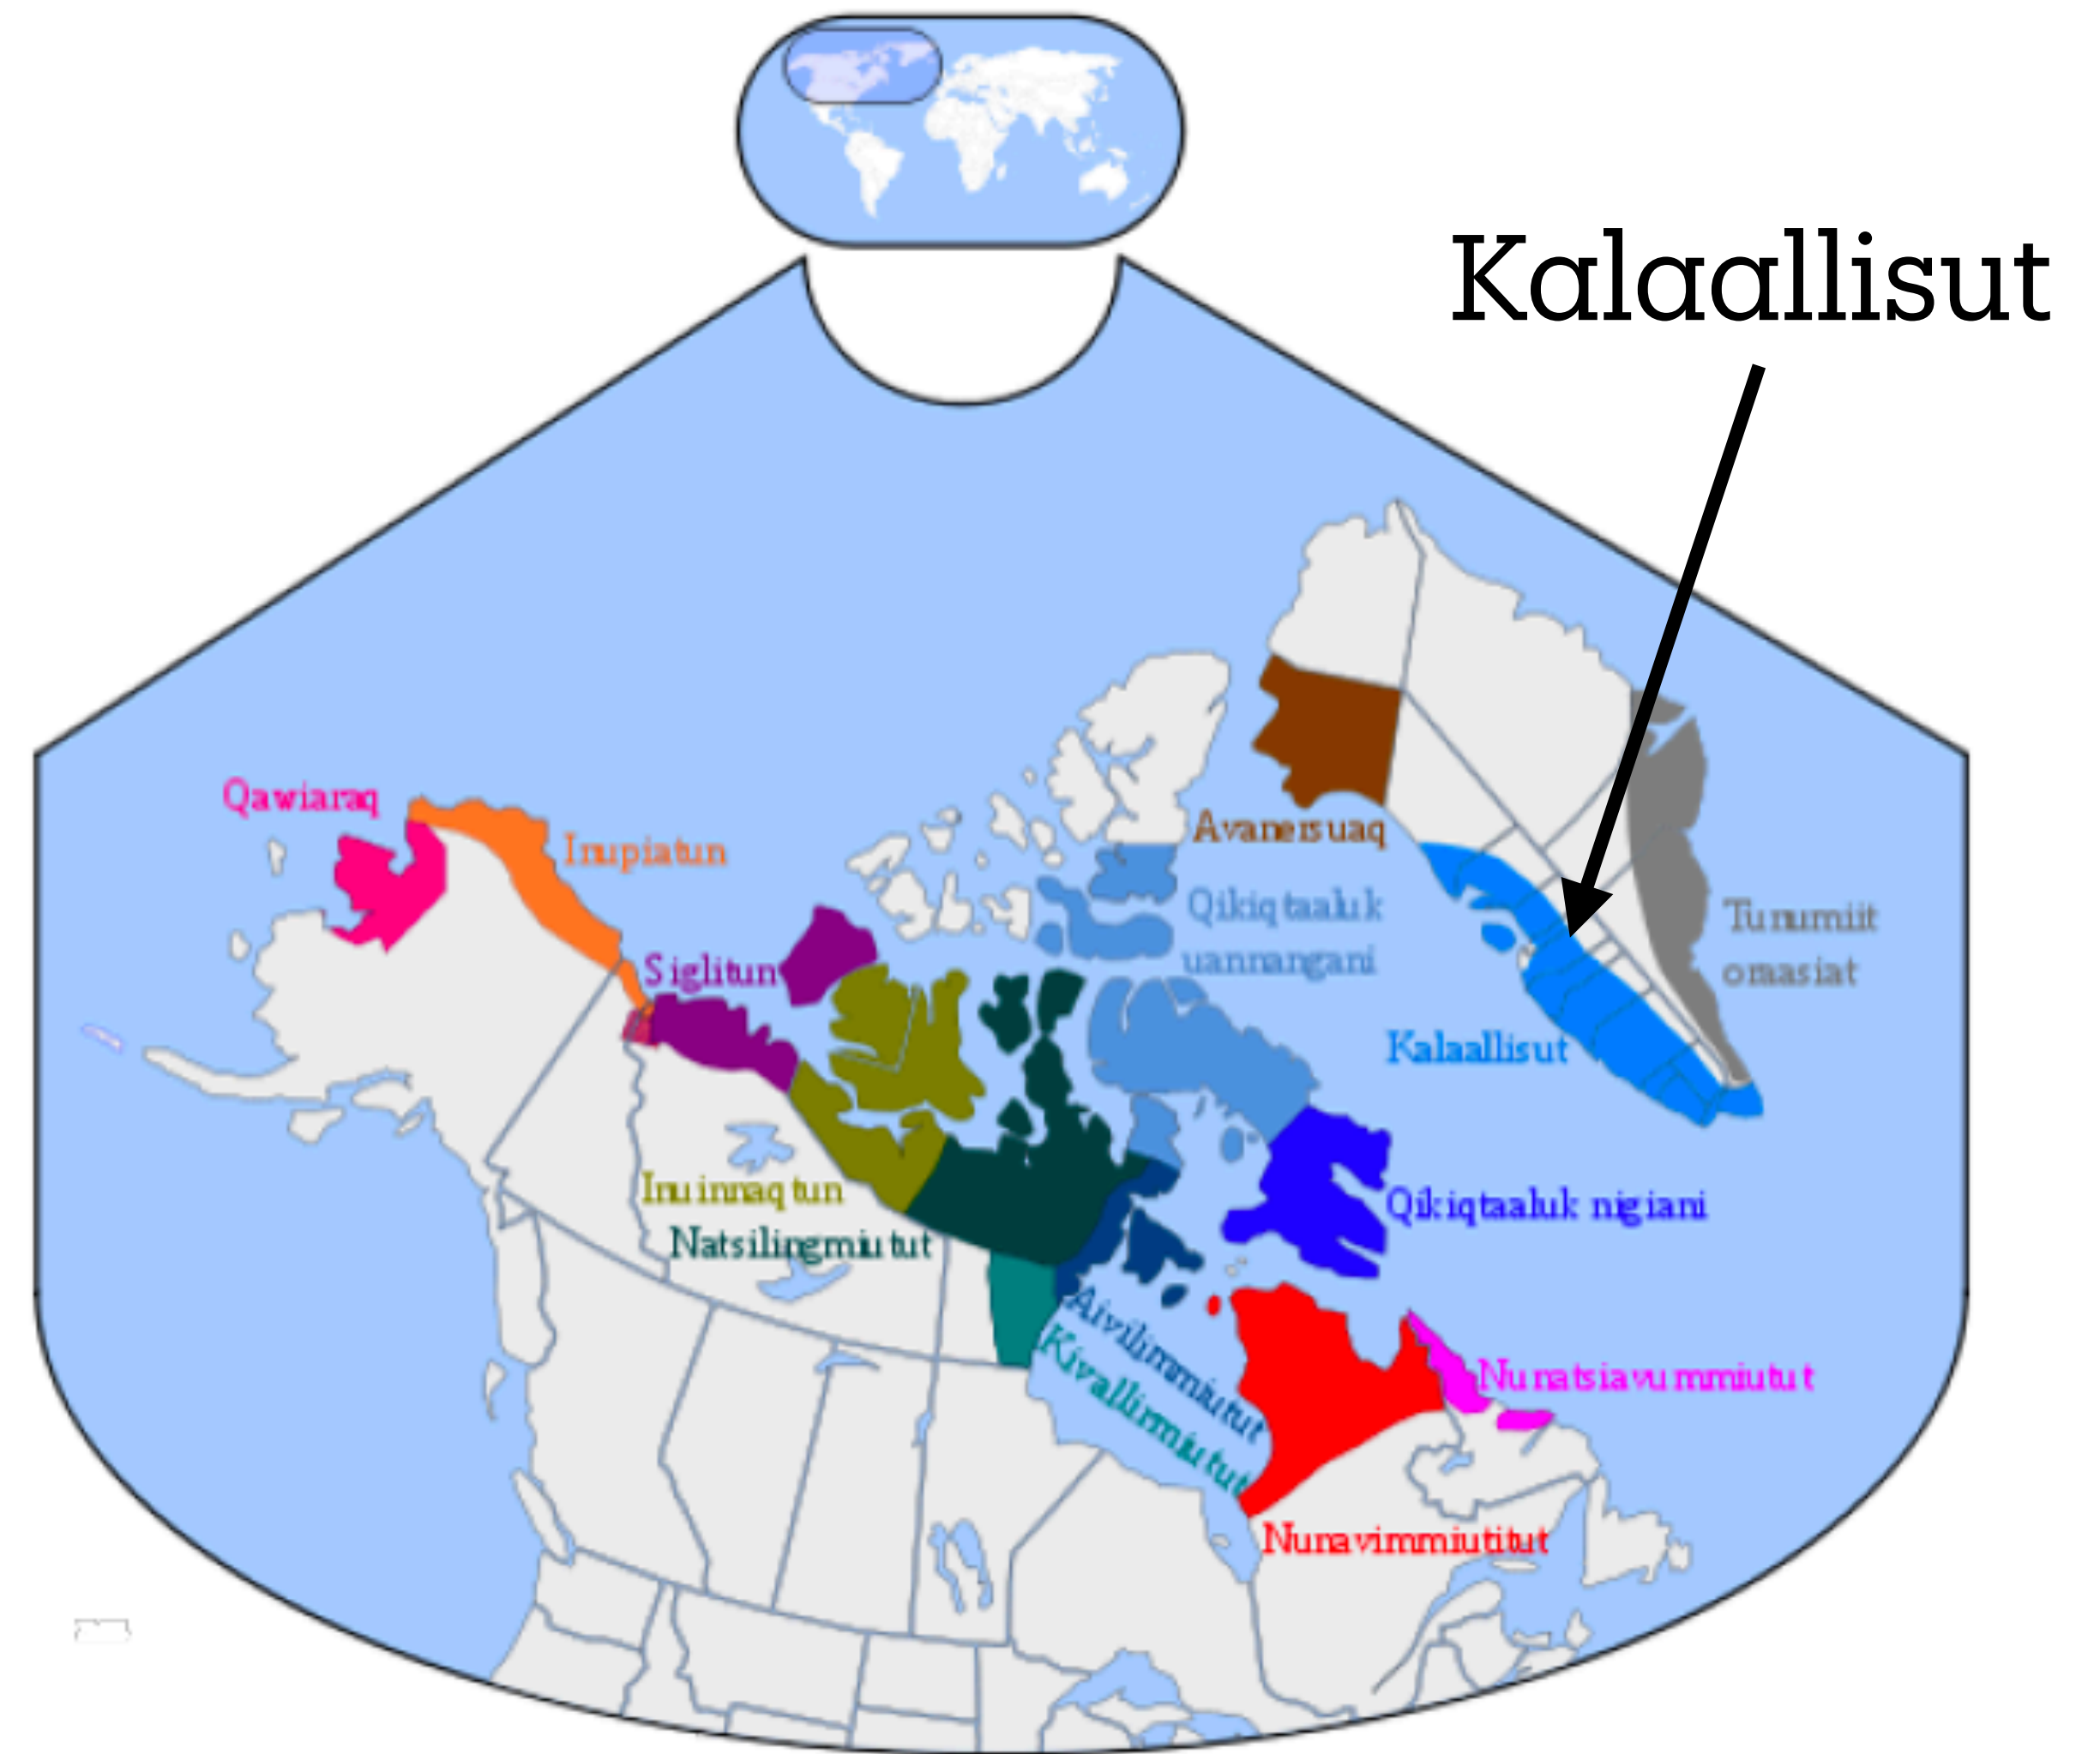 Kalaallisut
Qawiaraq
Inupiatun
Avanersuaq
Qikiqtaaluk
uannangani
Tunumiit
oraasiat
Siglitun
Kalaallisut
Inuinnaqtun
Qikiqtaaluk nigiani
Natsilingmiutut
Aivilimmiutut
Kivallirmiutut
Nunatsiavummiutut
Nunavimmiutitut